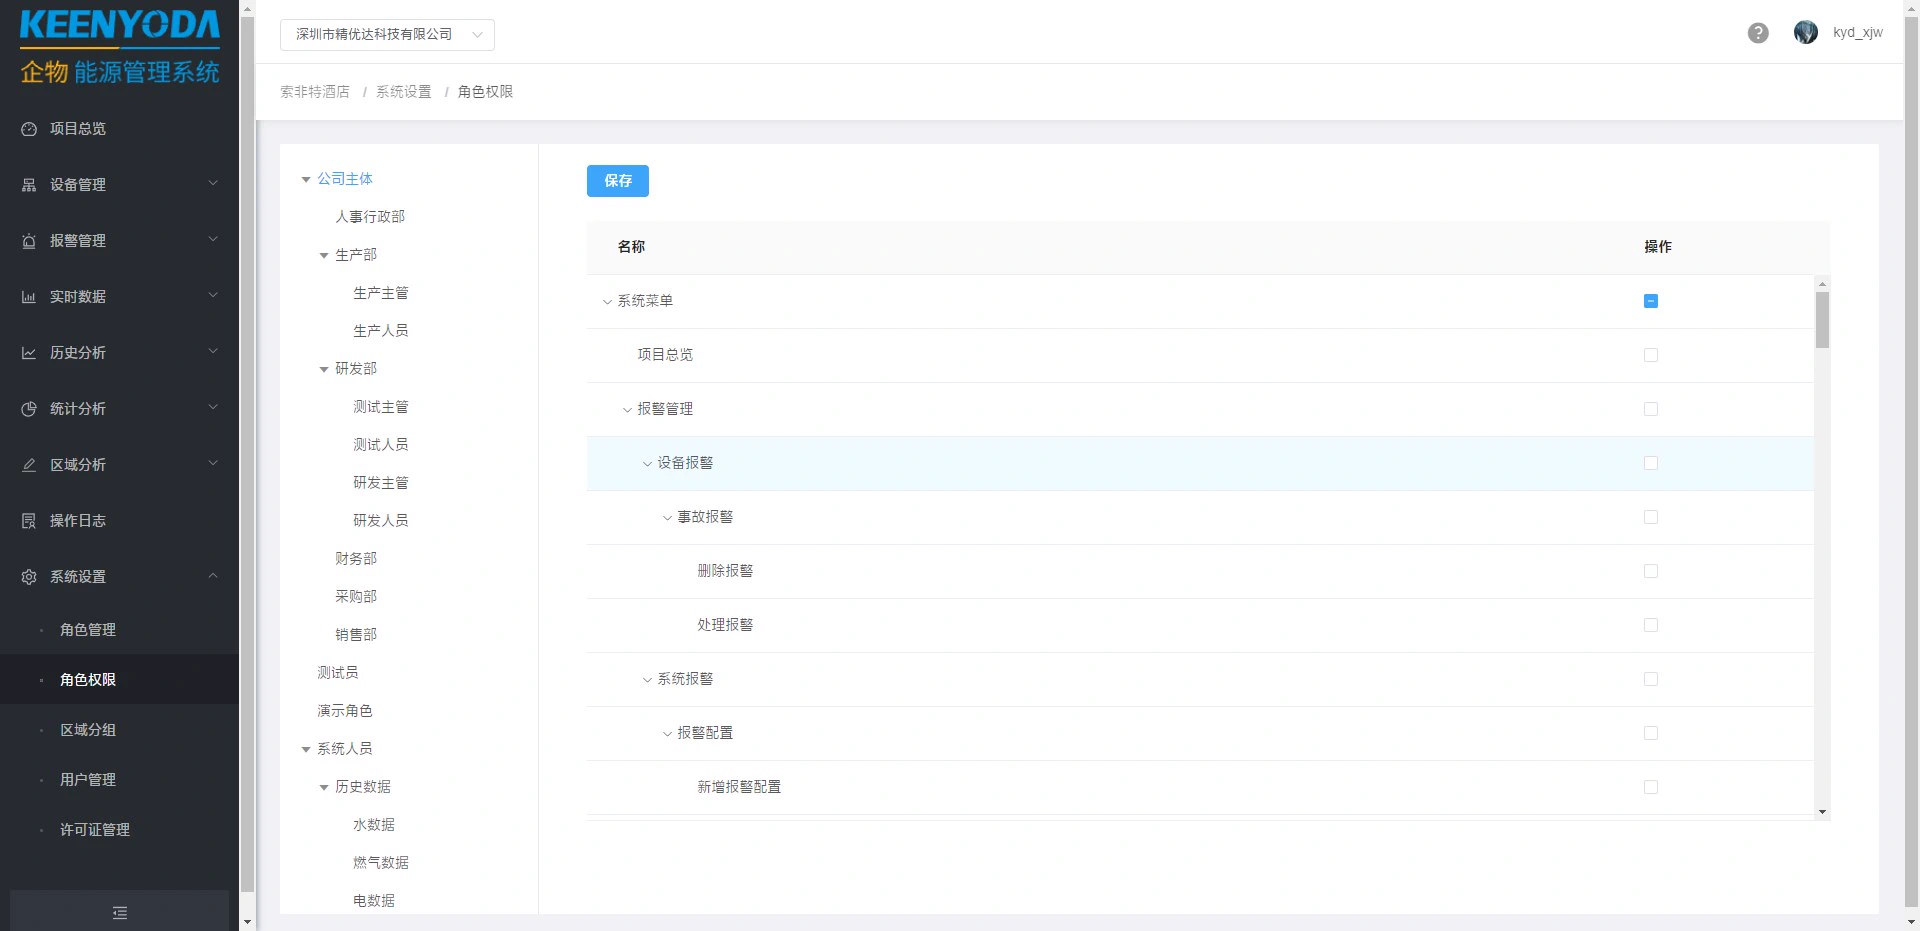 KEENYODA
企物 能源管理系统
项目总览
设备管理
报警管理
实时数据
历史分析
统计分析
区域分析
操作日志
系统设置
角色管理
角色权限
区域分组
用户管理
许可证管理
深圳市精优达科技有限公司
?
kyd_xjw
索非特酒店 / 系统设置 / 角色权限
公司主体
人事行政部
生产部
生产主管
生产人员
研发部
测试主管
测试人员
研发主管
研发人员
财务部
采购部
销售部
测试员
演示角色
系统人员
历史数据
水数据
燃气数据
电数据
保存
名称 操作
系统菜单
项目总览
报警管理
设备报警
事故报警
删除报警
处理报警
系统报警
报警配置
新增报警配置